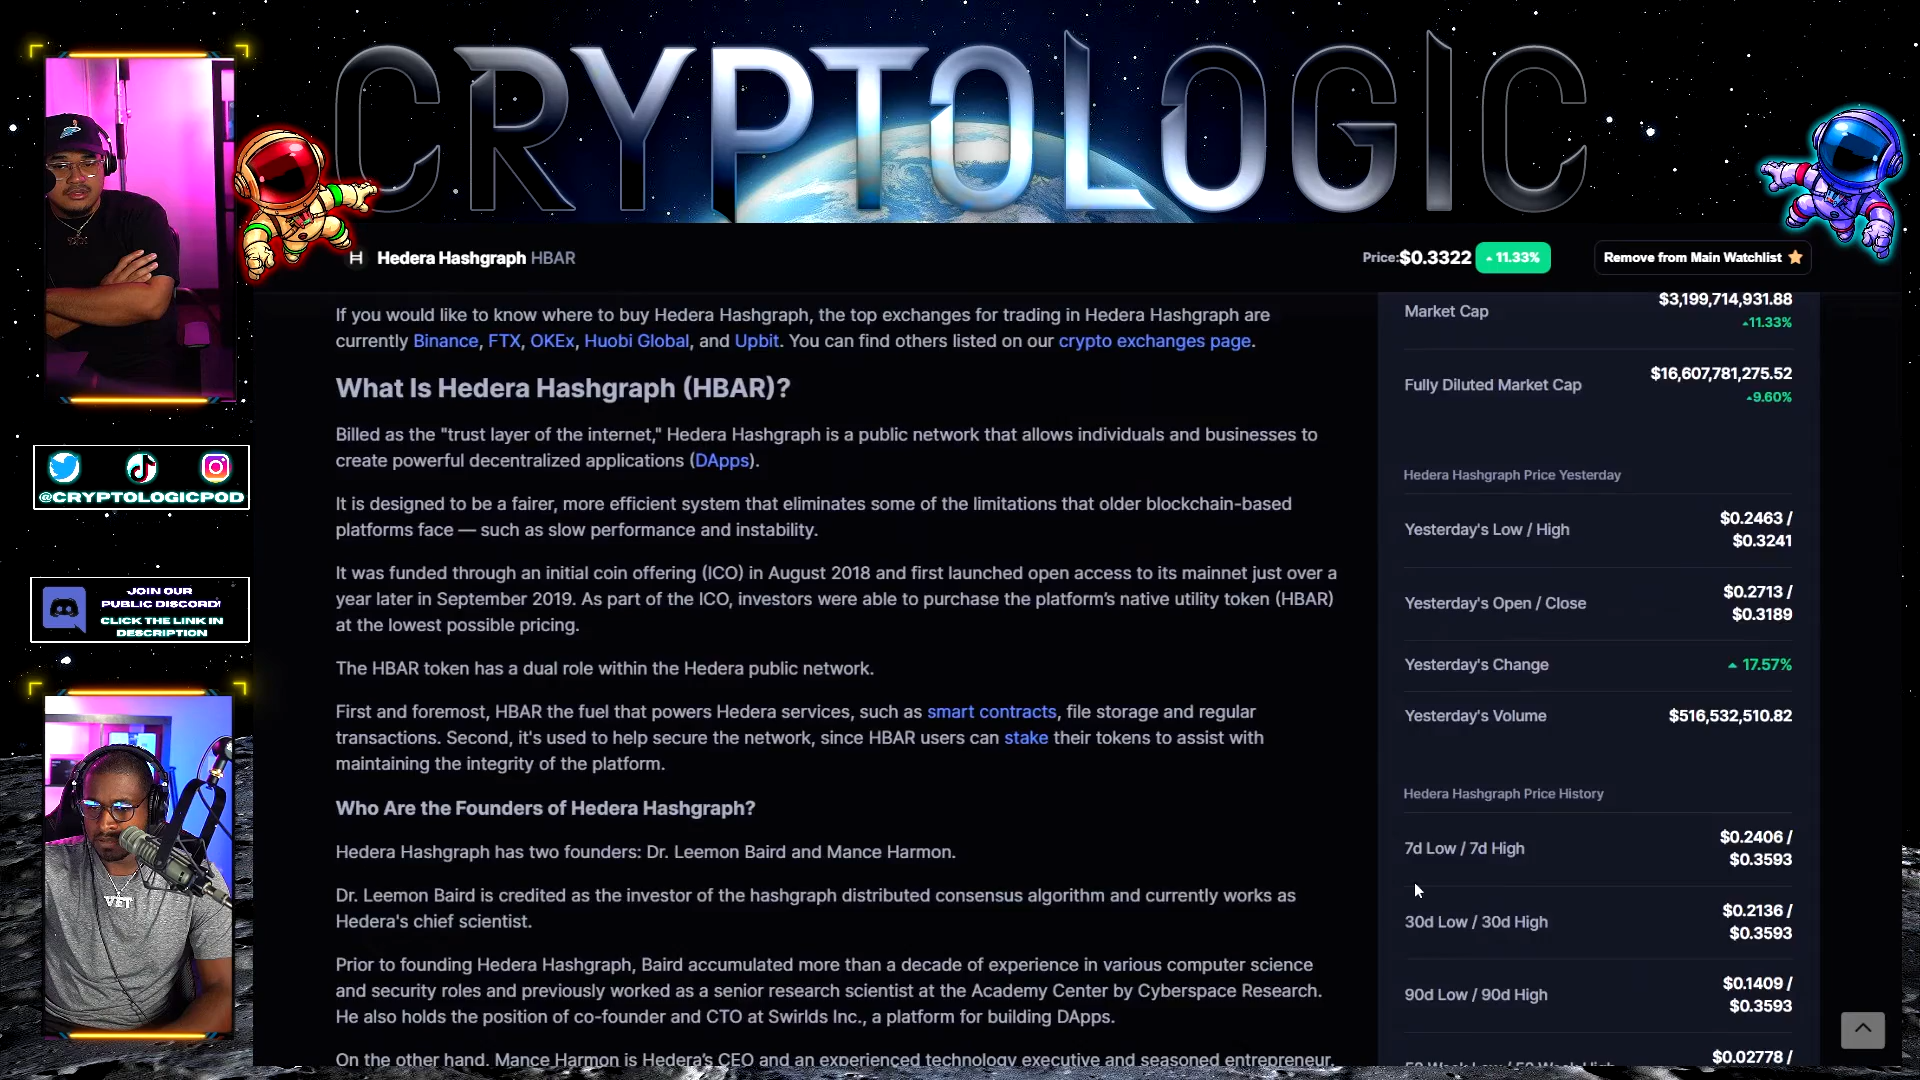 CRYPTOLOGIC
Hedera Hashgraph HBAR
Price:$0.3322 11.33%
Remove from Main Watchlist
If you would like to know where to buy Hedera Hashgraph, the top exchanges for trading in Hedera Hashgraph are
currently Binance, FTX, OKEx, Huobi Global, and Upbit. You can find others listed on our crypto exchanges page.
What Is Hedera Hashgraph (HBAR)?
Billed as the "trust layer of the internet," Hedera Hashgraph is a public network that allows individuals and businesses to
create powerful decentralized applications (DApps).
It is designed to be a fairer, more efficient system that eliminates some of the limitations that older blockchain-based
platforms face — such as slow performance and instability.
It was funded through an initial coin offering (ICO) in August 2018 and first launched open access to its mainnet just over a
year later in September 2019. As part of the ICO, investors were able to purchase the platform's native utility token (HBAR)
at the lowest possible pricing.
The HBAR token has a dual role within the Hedera public network.
First and foremost, HBAR the fuel that powers Hedera services, such as smart contracts, file storage and regular
transactions. Second, it's used to help secure the network, since HBAR users can stake their tokens to assist with
maintaining the integrity of the platform.
Who Are the Founders of Hedera Hashgraph?
Hedera Hashgraph has two founders: Dr. Leemon Baird and Mance Harmon.
Dr. Leemon Baird is credited as the investor of the hashgraph distributed consensus algorithm and currently works as
Hedera's chief scientist.
Prior to founding Hedera Hashgraph, Baird accumulated more than a decade of experience in various computer science
and security roles and previously worked as a senior research scientist at the Academy Center by Cyberspace Research.
He also holds the position of co-founder and CTO at Swirlds Inc., a platform for building DApps.
On the other hand, Mance Harmon is Hedera's CEO and an experienced technology executive and seasoned entrepreneur.
Market Cap
$3,199,714,931.88
11.33%
Fully Diluted Market Cap
$16,607,781,275.52
9.60%
Hedera Hashgraph Price Yesterday
Yesterday's Low / High
$0.2463 /
$0.3241
Yesterday's Open / Close
$0.2713 /
$0.3189
Yesterday's Change
17.57%
Yesterday's Volume
$516,532,510.82
Hedera Hashgraph Price History
7d Low / 7d High
$0.2406 /
$0.3593
30d Low / 30d High
$0.2136 /
$0.3593
90d Low / 90d High
$0.1409 /
$0.3593
52 Week Low / 52 Week High
$0.02778 /
@CRYPTOLOGICPOD
JOIN OUR
PUBLIC DISCORD!
CLICK THE LINK IN
DESCRIPTION
VET